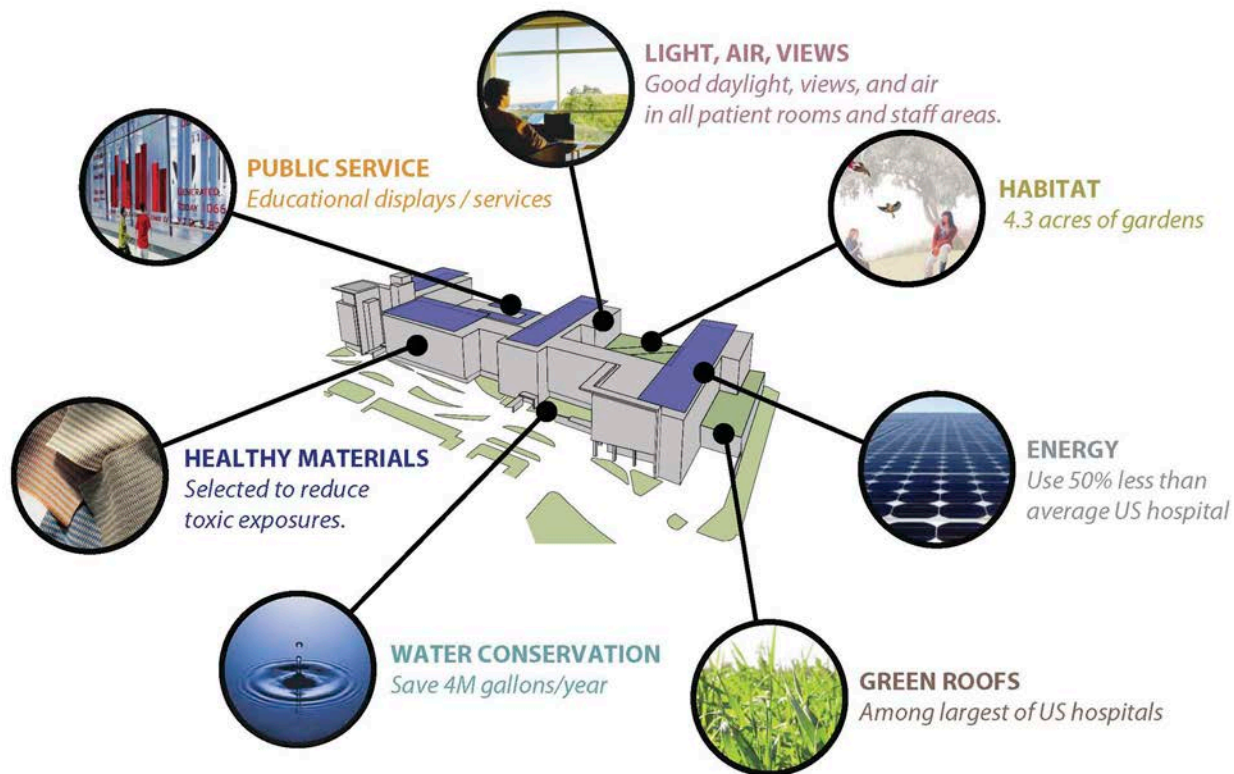 LIGHT, AIR, VIEWS
Good daylight, views, and air
in all patient rooms and staff areas.
PUBLIC SERVICE
Educational displays / services
HABITAT
4.3 acres of gardens
HEALTHY MATERIALS
Selected to reduce
toxic exposures.
ENERGY
Use 50% less than
average US hospital
WATER CONSERVATION
Save 4M gallons/year
GREEN ROOFS
Among largest of US hospitals
GENERATED
TODAY